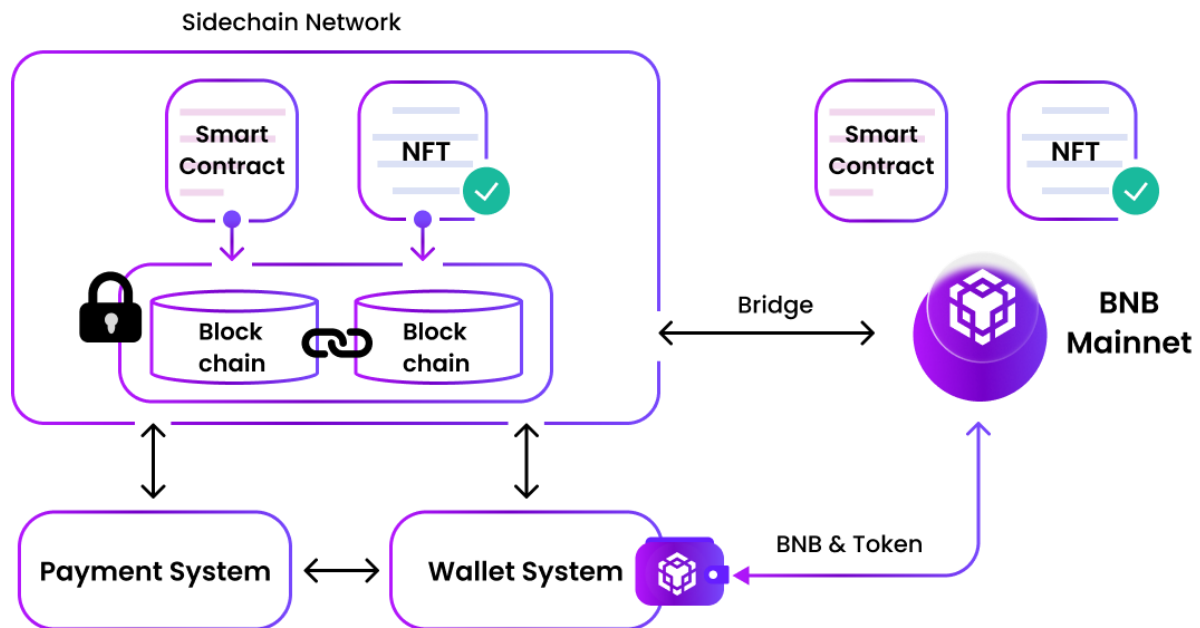 Sidechain Network
Smart
Contract
NFT
Smart
Contract
NFT
Block
chain
Block
chain
Bridge
BNB
Mainnet
Payment System
Wallet System
BNB & Token